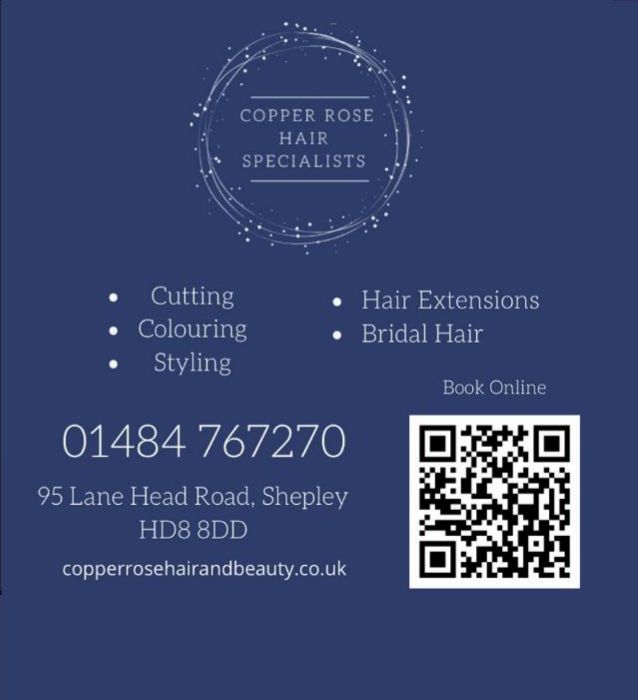 COPPER ROSE
HAIR
SPECIALISTS
• Cutting
• Colouring
• Styling
• Hair Extensions
• Bridal Hair
Book Online
01484 767270
95 Lane Head Road, Shepley
HD8 8DD
copperrosehairandbeauty.co.uk